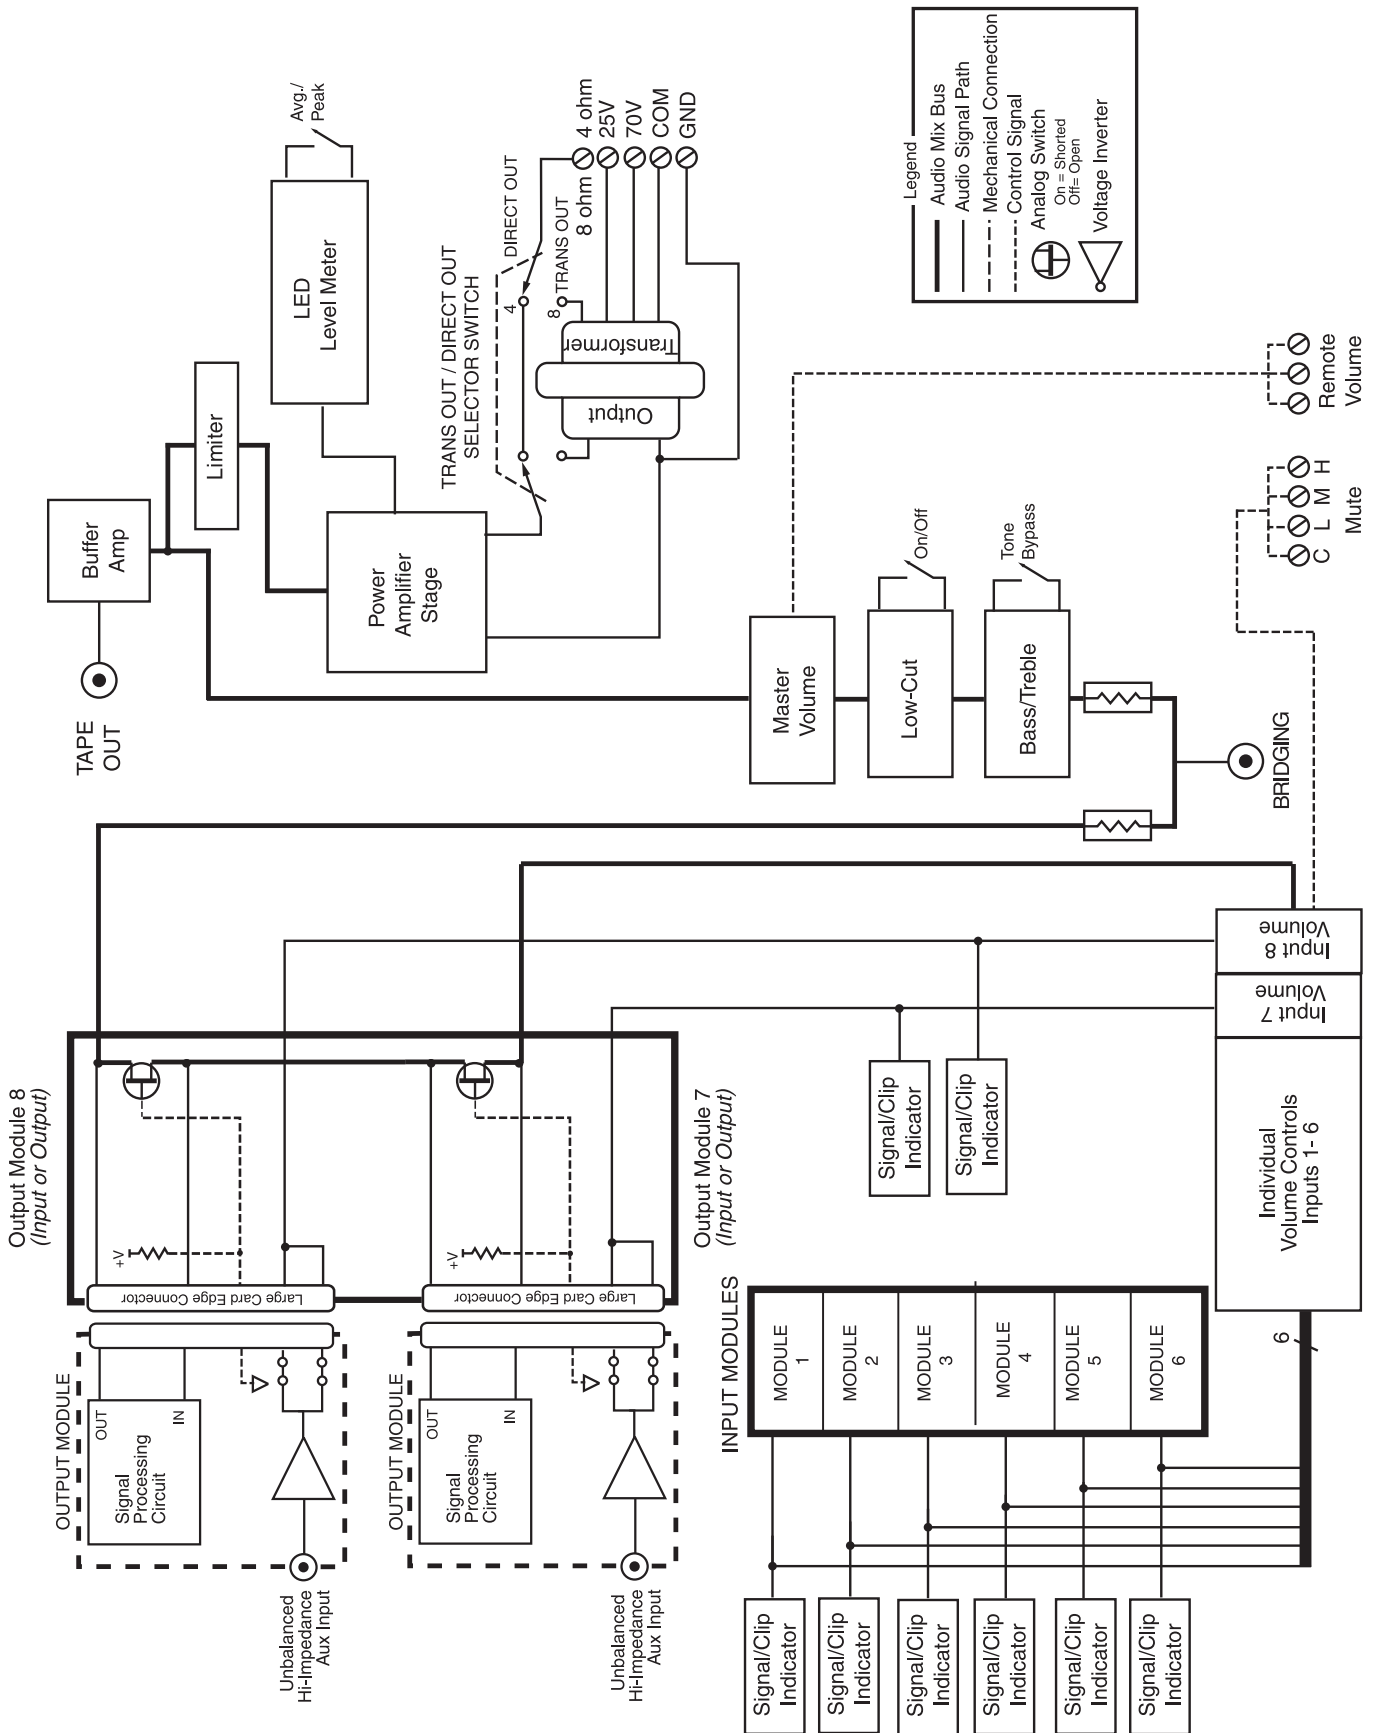 Output Module 8
(Input or Output)
OUTPUT MODULE
OUT
IN
Signal
Processing
Circuit
Unbalanced
Hi-Impedance
Aux Input
Large Card Edge Connector
+V
Output Module 7
(Input or Output)
OUTPUT MODULE
OUT
IN
Signal
Processing
Circuit
Unbalanced
Hi-Impedance
Aux Input
Large Card Edge Connector
+V
INPUT MODULES
MODULE
1
MODULE
2
MODULE
3
MODULE
4
MODULE
5
MODULE
6
Signal/Clip
Indicator
Signal/Clip
Indicator
Signal/Clip
Indicator
Signal/Clip
Indicator
Signal/Clip
Indicator
Signal/Clip
Indicator
6
Individual
Volume Controls
Inputs 1- 6
Input 7
Volume
Input 8
Volume
Signal/Clip
Indicator
Signal/Clip
Indicator
BRIDGING
Bass/Treble
Tone
Bypass
Low-Cut
On/Off
Master
Volume
TAPE
OUT
Buffer
Amp
Limiter
Power
Amplifier
Stage
LED
Level Meter
Avg./
Peak
TRANS OUT / DIRECT OUT
SELECTOR SWITCH
DIRECT OUT
4
8
TRANS OUT
Output
Transformer
8 ohm
4 ohm
25V
70V
COM
GND
C
L
M
H
Mute
Remote
Volume
Legend
Audio Mix Bus
Audio Signal Path
Mechanical Connection
Control Signal
Analog Switch
On = Shorted
Off= Open
Voltage Inverter